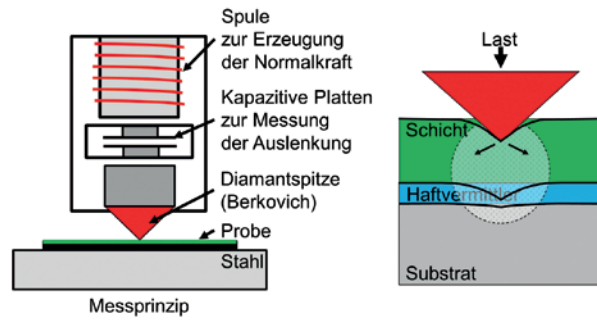 Spule
zur Erzeugung
der Normalkraft
Kapazitive Platten
zur Messung
der Auslenkung
Diamantspitze
(Berkovich)
Probe
Stahl
Messprinzip
Last
Schicht
Haftvermittler
Substrat